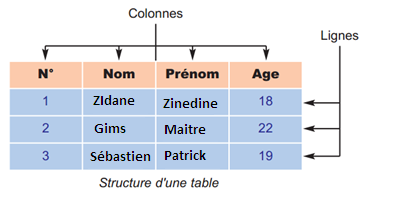 Colonnes
Lignes
N° Nom Prénom Age
1 ZIdane Zinedine 18
2 Gims Maitre 22
3 Sébastien Patrick 19
Structure d'une table